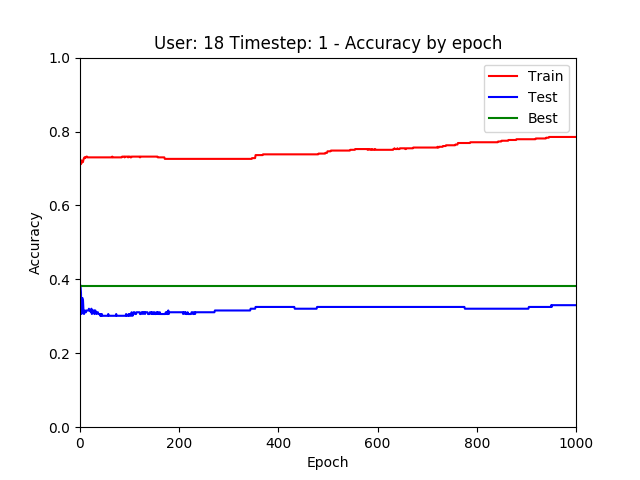 User: 18 Timestep: 1 - Accuracy by epoch
1.0
0.8
0.6
0.4
0.2
0.0
Accuracy
Train
Test
Best
0 200 400 600 800 1000
Epoch